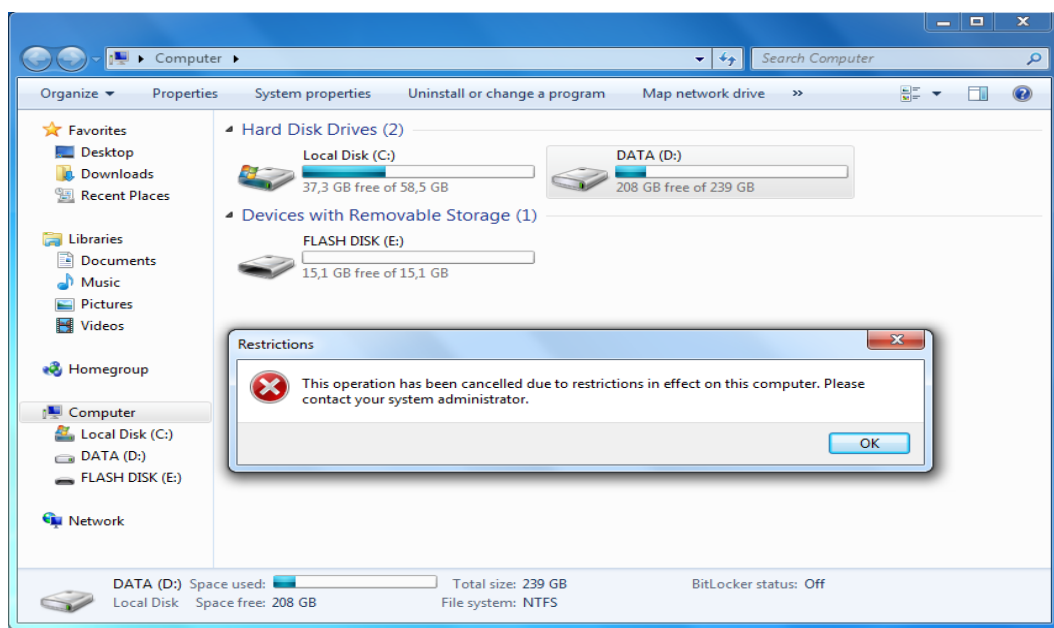 Computer
Search Computer
Organize
Properties
System properties
Uninstall or change a program
Map network drive
»
Favorites
Desktop
Downloads
Recent Places
Libraries
Documents
Music
Pictures
Videos
Homegroup
Computer
Local Disk (C:)
DATA (D:)
FLASH DISK (E:)
Network
Hard Disk Drives (2)
Local Disk (C:)
37,3 GB free of 58,5 GB
DATA (D:)
208 GB free of 239 GB
Devices with Removable Storage (1)
FLASH DISK (E:)
15,1 GB free of 15,1 GB
Restrictions
This operation has been cancelled due to restrictions in effect on this computer. Please
contact your system administrator.
OK
DATA (D:) Space used: Total size: 239 GB BitLocker status: Off
Local Disk Space free: 208 GB File system: NTFS